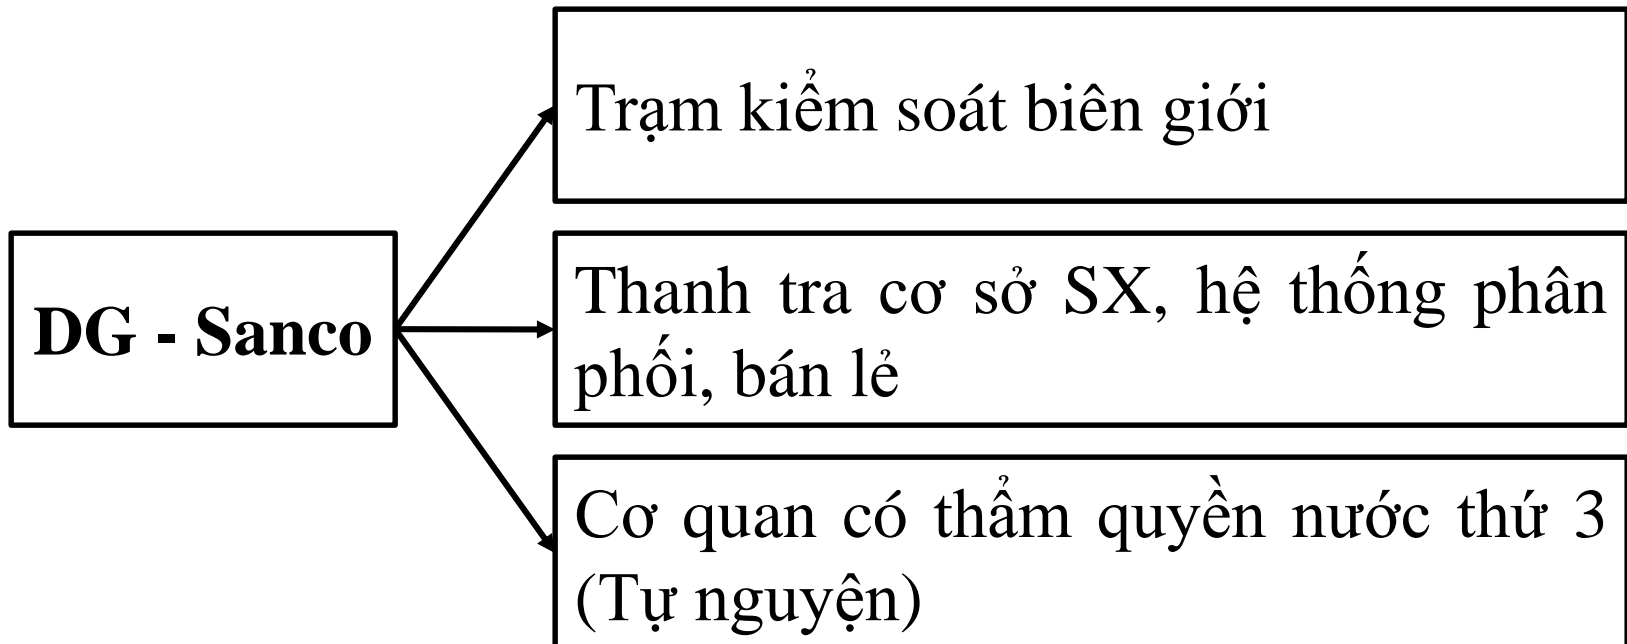 Trạm kiểm soát biên giới
DG - Sanco
Thanh tra cơ sở SX, hệ thống phân
phối, bán lẻ
Cơ quan có thẩm quyền nước thứ 3
(Tự nguyện)